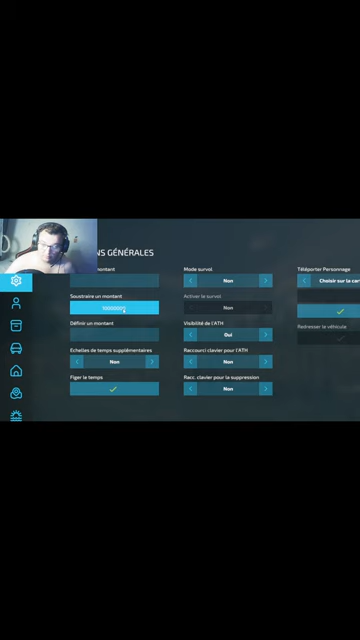 NS GÉNÉRALES
montant
Mode survol
Téléporter Personnage
Non
Choisir sur la car
Soustraire un montant
Activer le survol
Non
Définir un montant
Visibilité de l'ATH
Redresser le véhicule
Oui
Echelles de temps supplémentaires
Raccourci clavier pour l'ATH
Non
Non
Figer le temps
Racc. clavier pour la suppression
Non